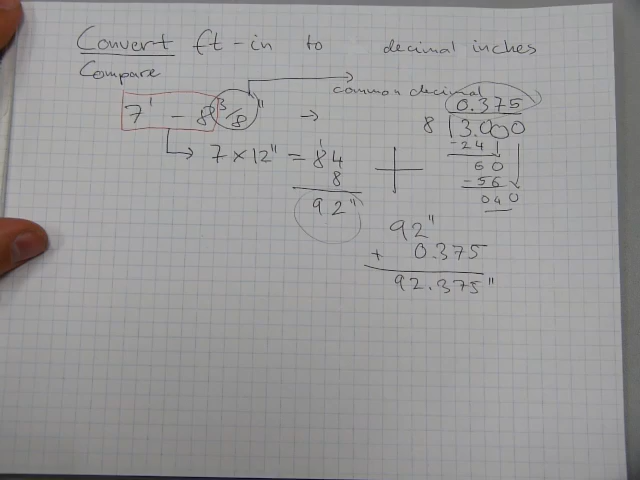 Convert ft-in to decimal inches
Compare
common decimal
7' - 8 3/8" →
0.375
8 3.000
-24
60
-56
040
7 × 12" = 84
1
8
92"
+
92"
+ 0.375
92.375"